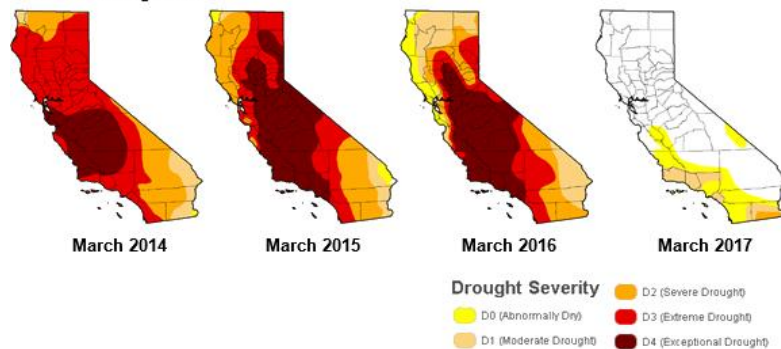 March 2014
March 2015
March 2016
March 2017
Drought Severity
D0 (Abnormally Dry)
D1 (Moderate Drought)
D2 (Severe Drought)
D3 (Extreme Drought)
D4 (Exceptional Drought)